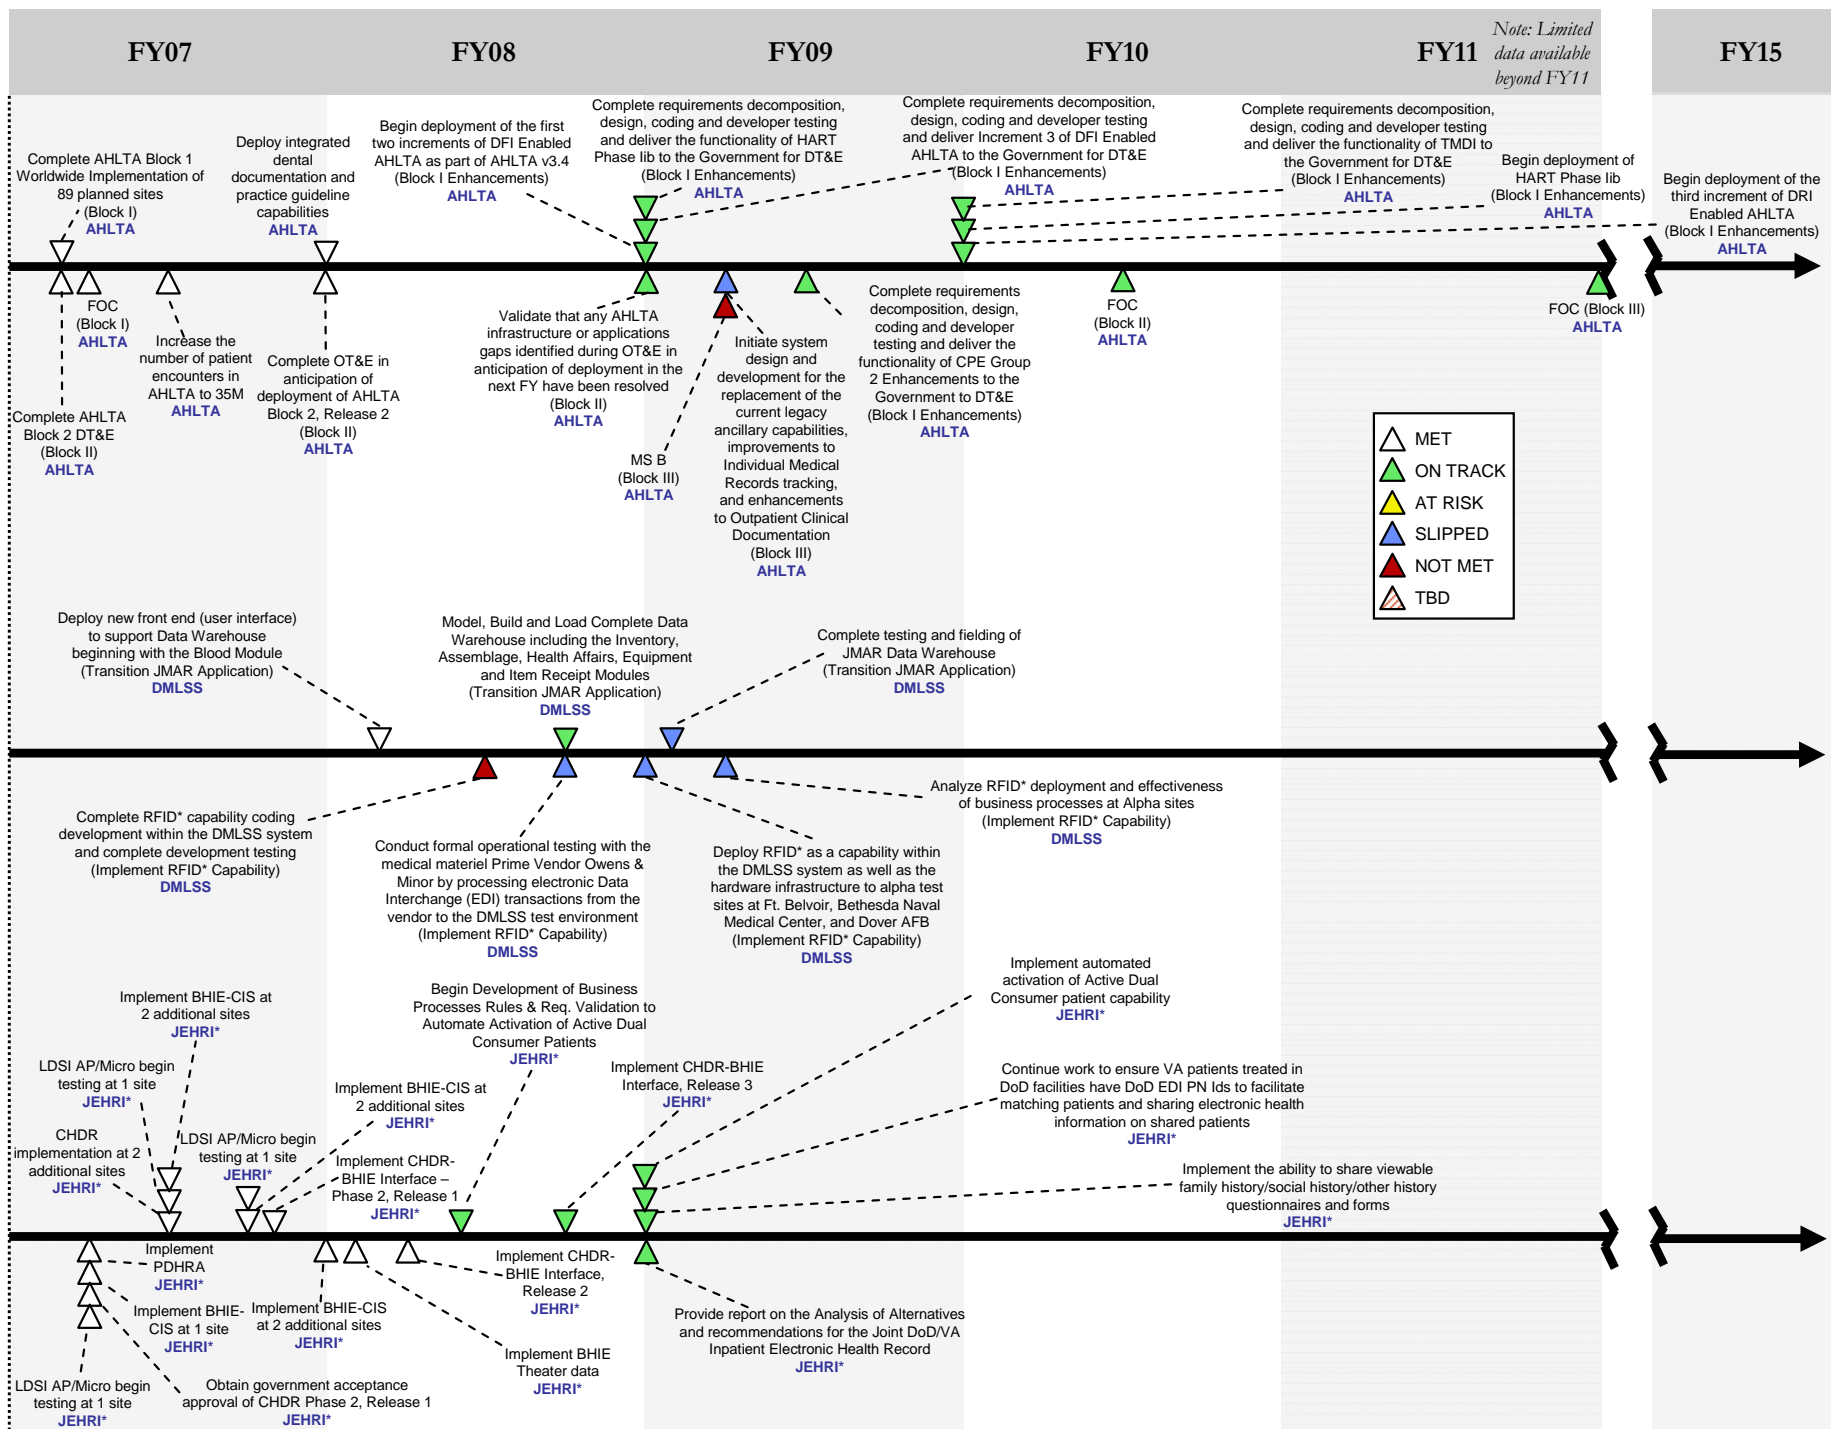 FY07
FY08
FY09
FY10
FY11
Note: Limited
data available
beyond FY11
FY15
Complete AHLTA Block 1
Worldwide Implementation of
89 planned sites
(Block I)
AHLTA
Deploy integrated
dental
documentation and
practice guideline
capabilities
AHLTA
Begin deployment of the first
two increments of DFI Enabled
AHLTA as part of AHLTA v3.4
(Block I Enhancements)
AHLTA
Complete requirements decomposition,
design, coding and developer testing
and deliver the functionality of HART
Phase Iib to the Government for DT&E
(Block I Enhancements)
AHLTA
Complete requirements decomposition,
design, coding and developer testing
and deliver Increment 3 of DFI Enabled
AHLTA to the Government for DT&E
(Block I Enhancements)
AHLTA
Complete requirements decomposition,
design, coding and developer testing
and deliver the functionality of TMDI to
the Government for DT&E
(Block I Enhancements)
AHLTA
Begin deployment of
HART Phase Iib
(Block I Enhancements)
AHLTA
Begin deployment of the
third increment of DRI
Enabled AHLTA
(Block I Enhancements)
AHLTA
Complete AHLTA
Block 2 DT&E
(Block II)
AHLTA
FOC
(Block I)
AHLTA
Increase the
number of patient
encounters in
AHLTA to 35M
AHLTA
Complete OT&E in
anticipation of
deployment of AHLTA
Block 2, Release 2
(Block II)
AHLTA
Validate that any AHLTA
infrastructure or applications
gaps identified during OT&E in
anticipation of deployment in the
next FY have been resolved
(Block II)
AHLTA
MS B
(Block III)
AHLTA
Initiate system
design and
development for the
replacement of the
current legacy
ancillary capabilities,
improvements to
Individual Medical
Records tracking,
and enhancements
to Outpatient Clinical
Documentation
(Block III)
AHLTA
Complete requirements
decomposition, design,
coding and developer
testing and deliver the
functionality of CPE Group
2 Enhancements to the
Government to DT&E
(Block I Enhancements)
AHLTA
FOC
(Block II)
AHLTA
FOC (Block III)
AHLTA
MET
ON TRACK
AT RISK
SLIPPED
NOT MET
TBD
Deploy new front end (user interface)
to support Data Warehouse
beginning with the Blood Module
(Transition JMAR Application)
DMLSS
Model, Build and Load Complete Data
Warehouse including the Inventory,
Assemblage, Health Affairs, Equipment
and Item Receipt Modules
(Transition JMAR Application)
DMLSS
Complete testing and fielding of
JMAR Data Warehouse
(Transition JMAR Application)
DMLSS
Complete RFID* capability coding
development within the DMLSS system
and complete development testing
(Implement RFID* Capability)
DMLSS
Conduct formal operational testing with the
medical materiel Prime Vendor Owens &
Minor by processing electronic Data
Interchange (EDI) transactions from the
vendor to the DMLSS test environment
(Implement RFID* Capability)
DMLSS
Deploy RFID* as a capability within
the DMLSS system as well as the
hardware infrastructure to alpha test
sites at Ft. Belvoir, Bethesda Naval
Medical Center, and Dover AFB
(Implement RFID* Capability)
DMLSS
Analyze RFID* deployment and effectiveness
of business processes at Alpha sites
(Implement RFID* Capability)
DMLSS
Implement BHIE-CIS at
2 additional sites
JEHRI*
LDSI AP/Micro begin
testing at 1 site
JEHRI*
CHDR
implementation at 2
additional sites
JEHRI*
LDSI AP/Micro begin
testing at 1 site
JEHRI*
Implement BHIE-CIS at
2 additional sites
JEHRI*
Implement CHDR-
BHIE Interface –
Phase 2, Release 1
JEHRI*
Begin Development of Business
Processes Rules & Req. Validation to
Automate Activation of Active Dual
Consumer Patients
JEHRI*
Implement CHDR-BHIE
Interface, Release 3
JEHRI*
Implement automated
activation of Active Dual
Consumer patient capability
JEHRI*
Continue work to ensure VA patients treated in
DoD facilities have DoD EDI PN Ids to facilitate
matching patients and sharing electronic health
information on shared patients
JEHRI*
Implement the ability to share viewable
family history/social history/other history
questionnaires and forms
JEHRI*
Implement
PDHRA
JEHRI*
Implement BHIE-
CIS at 1 site
JEHRI*
LDSI AP/Micro begin
testing at 1 site
JEHRI*
Obtain government acceptance
approval of CHDR Phase 2, Release 1
JEHRI*
Implement BHIE-CIS
at 2 additional sites
JEHRI*
Implement BHIE
Theater data
JEHRI*
Implement CHDR-
BHIE Interface,
Release 2
JEHRI*
Provide report on the Analysis of Alternatives
and recommendations for the Joint DoD/VA
Inpatient Electronic Health Record
JEHRI*